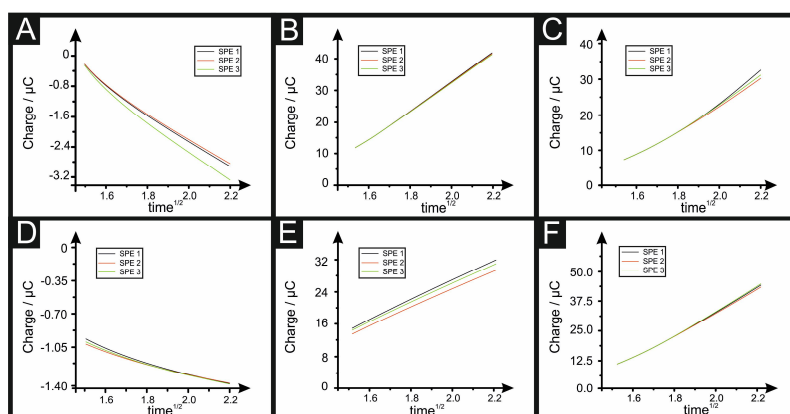 A
SPE 1
SPE 2
SPE 3
Charge / µC
0
-0.8
-1.6
-2.4
-3.2
1.6 1.8 2.0 2.2
time1/2
B
SPE 1
SPE 2
SPE 3
Charge / µC
40
30
20
10
0
1.6 1.8 2.0 2.2
time1/2
C
SPE 1
SPE 2
SPE 3
Charge / µC
40
30
20
10
0
1.6 1.8 2.0 2.2
time1/2
D
SPE 1
SPE 2
SPE 3
Charge / µC
0
-0.35
-0.70
-1.05
-1.40
1.6 1.8 2.0 2.2
time1/2
E
SPE 1
SPE 2
SPE 3
Charge / µC
32
24
16
8
0
1.6 1.8 2.0 2.2
time1/2
F
SPE 1
SPE 2
SPE 3
Charge / µC
50.0
37.5
25.0
12.5
0.0
1.6 1.8 2.0 2.2
time1/2